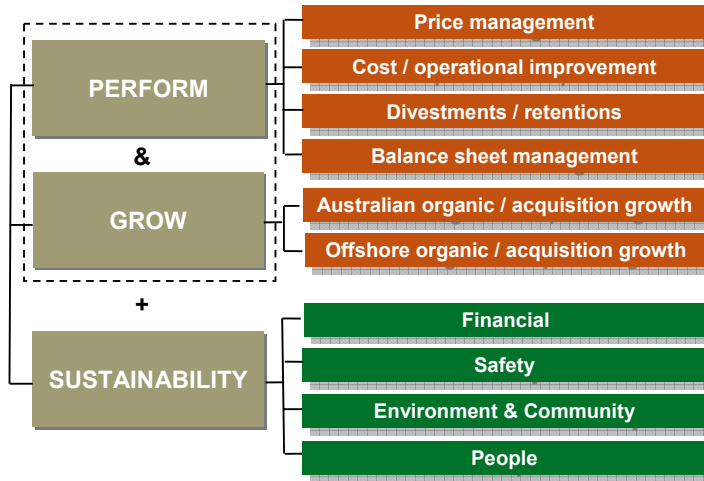 PERFORM
Price management
Cost / operational improvement
Divestments / retentions
Balance sheet management
&
GROW
Australian organic / acquisition growth
Offshore organic / acquisition growth
+
SUSTAINABILITY
Financial
Safety
Environment & Community
People